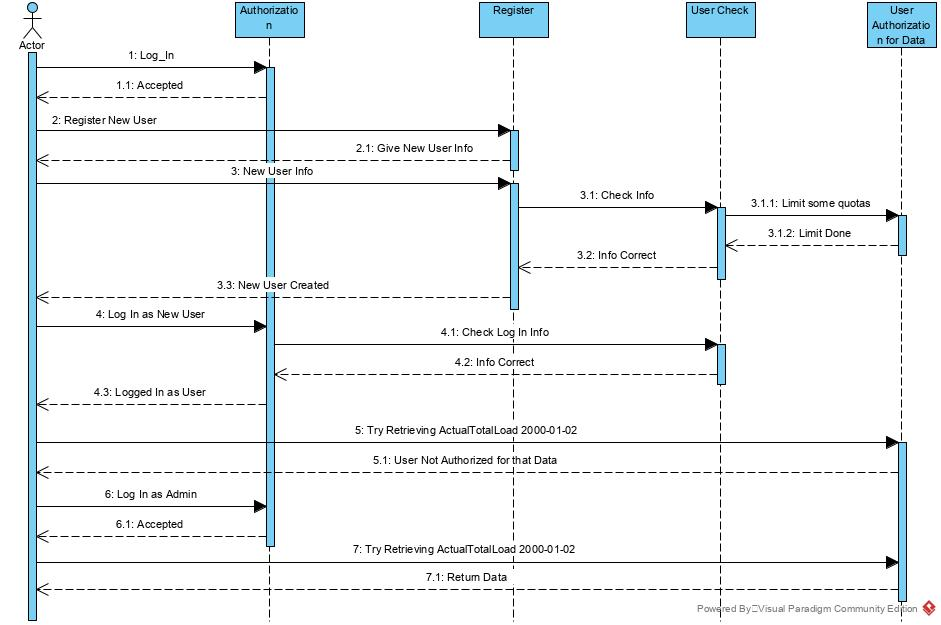 Authorizatio
n
Register
User Check
User
Authorizatio
n for Data
Actor
1: Log_In
1.1: Accepted
2: Register New User
2.1: Give New User Info
3: New User Info
3.1: Check Info
3.1.1: Limit some quotas
3.1.2: Limit Done
3.2: Info Correct
3.3: New User Created
4: Log In as New User
4.1: Check Log In Info
4.2: Info Correct
4.3: Logged In as User
5: Try Retrieving ActualTotalLoad 2000-01-02
5.1: User Not Authorized for that Data
6: Log In as Admin
6.1: Accepted
7: Try Retrieving ActualTotalLoad 2000-01-02
7.1: Return Data
Powered By Visual Paradigm Community Edition